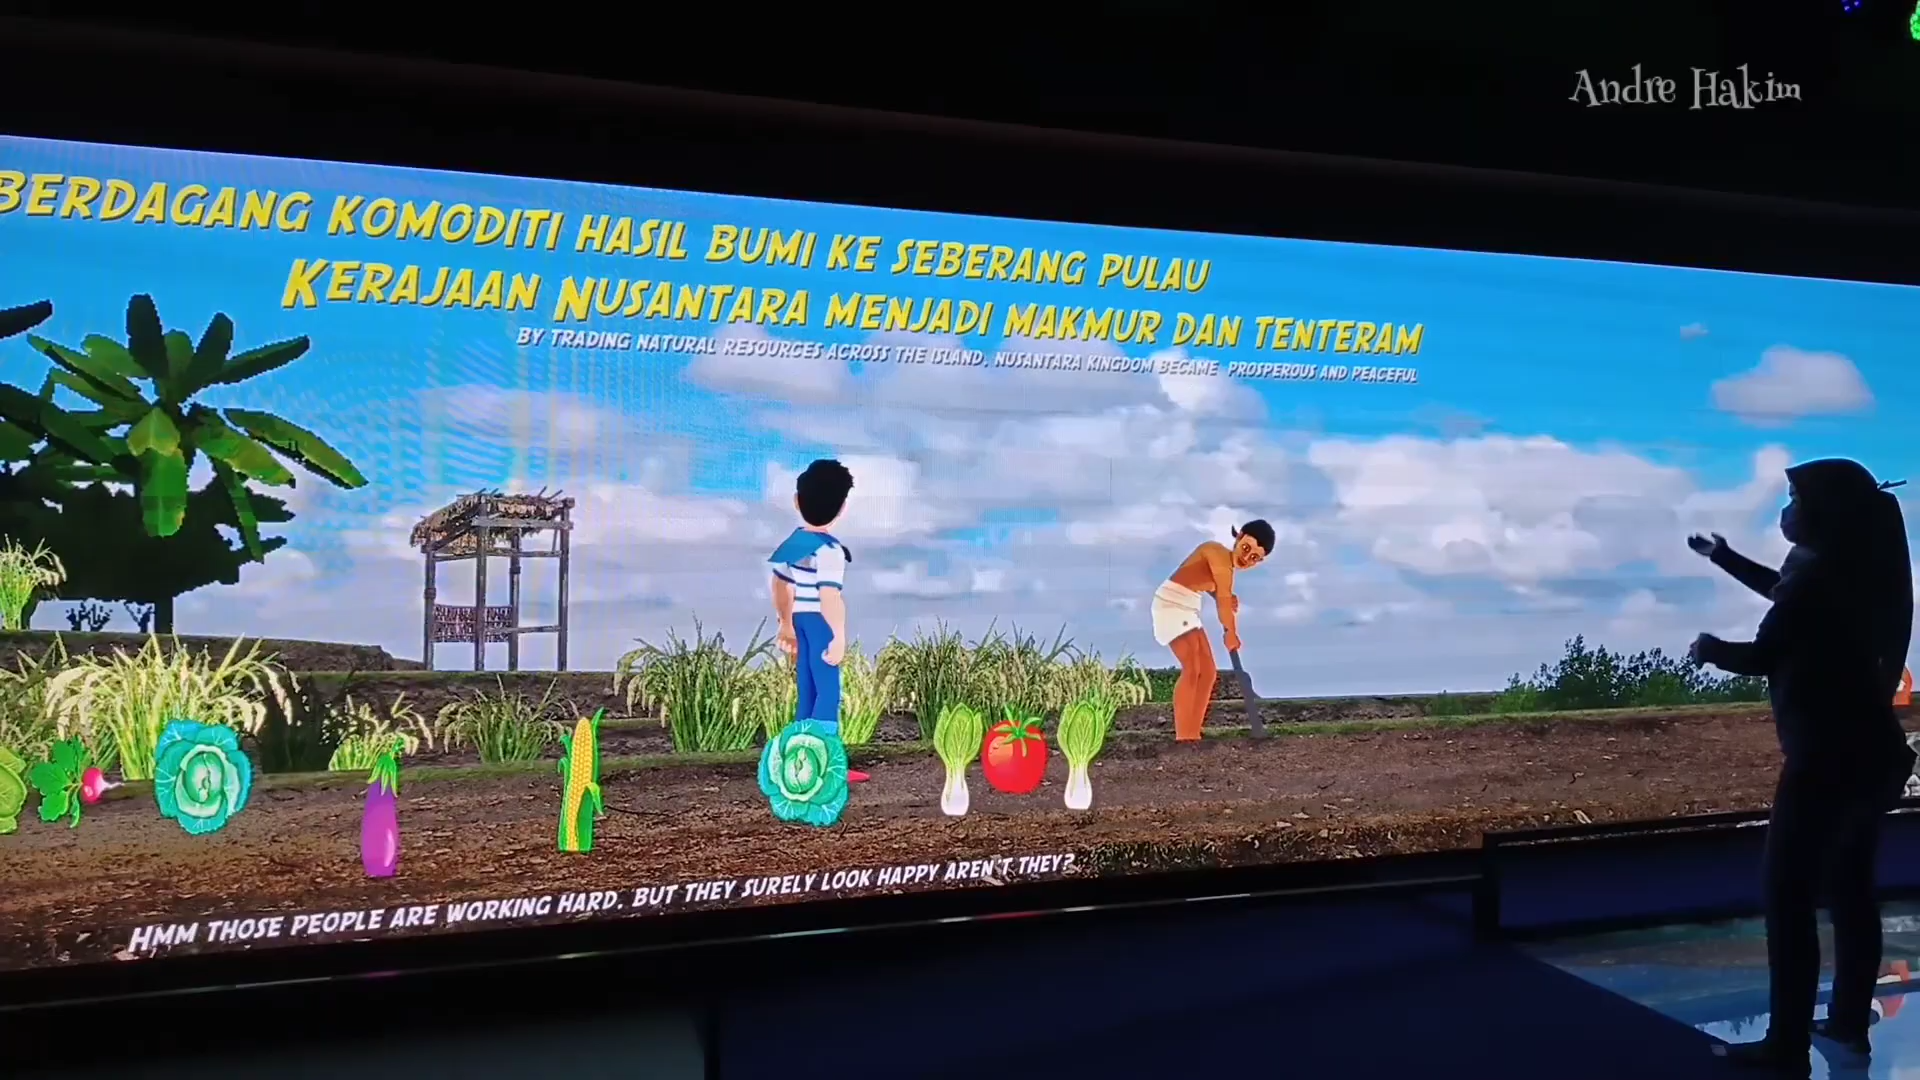 Andre Hakim
BERDAGANG KOMODITI HASIL BUMI KE SEBERANG PULAU
KERAJAAN NUSANTARA MENJADI MAKMUR DAN TENTERAM
BY TRADING NATURAL RESOURCES ACROSS THE ISLAND, NUSANTARA KINGDOM BECAME PROSPEROUS AND PEACEFUL
HMM THOSE PEOPLE ARE WORKING HARD. BUT THEY SURELY LOOK HAPPY AREN'T THEY?